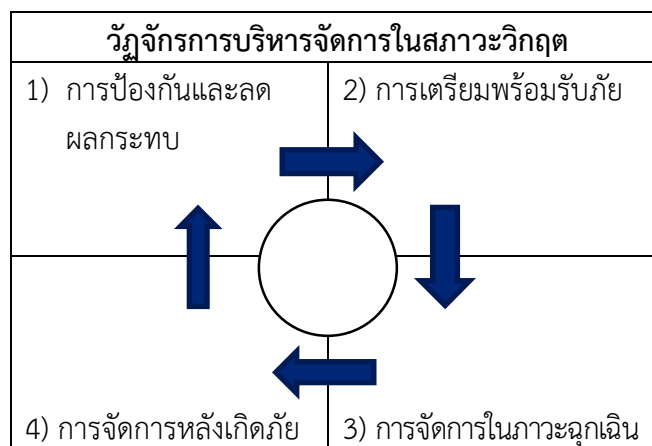 วัฏจักรการบริหารจัดการในสภาวะวิกฤต
1) การป้องกันและลด
ผลกระทบ
2) การเตรียมพร้อมรับภัย
4) การจัดการหลังเกิดภัย
3) การจัดการในภาวะฉุกเฉิน